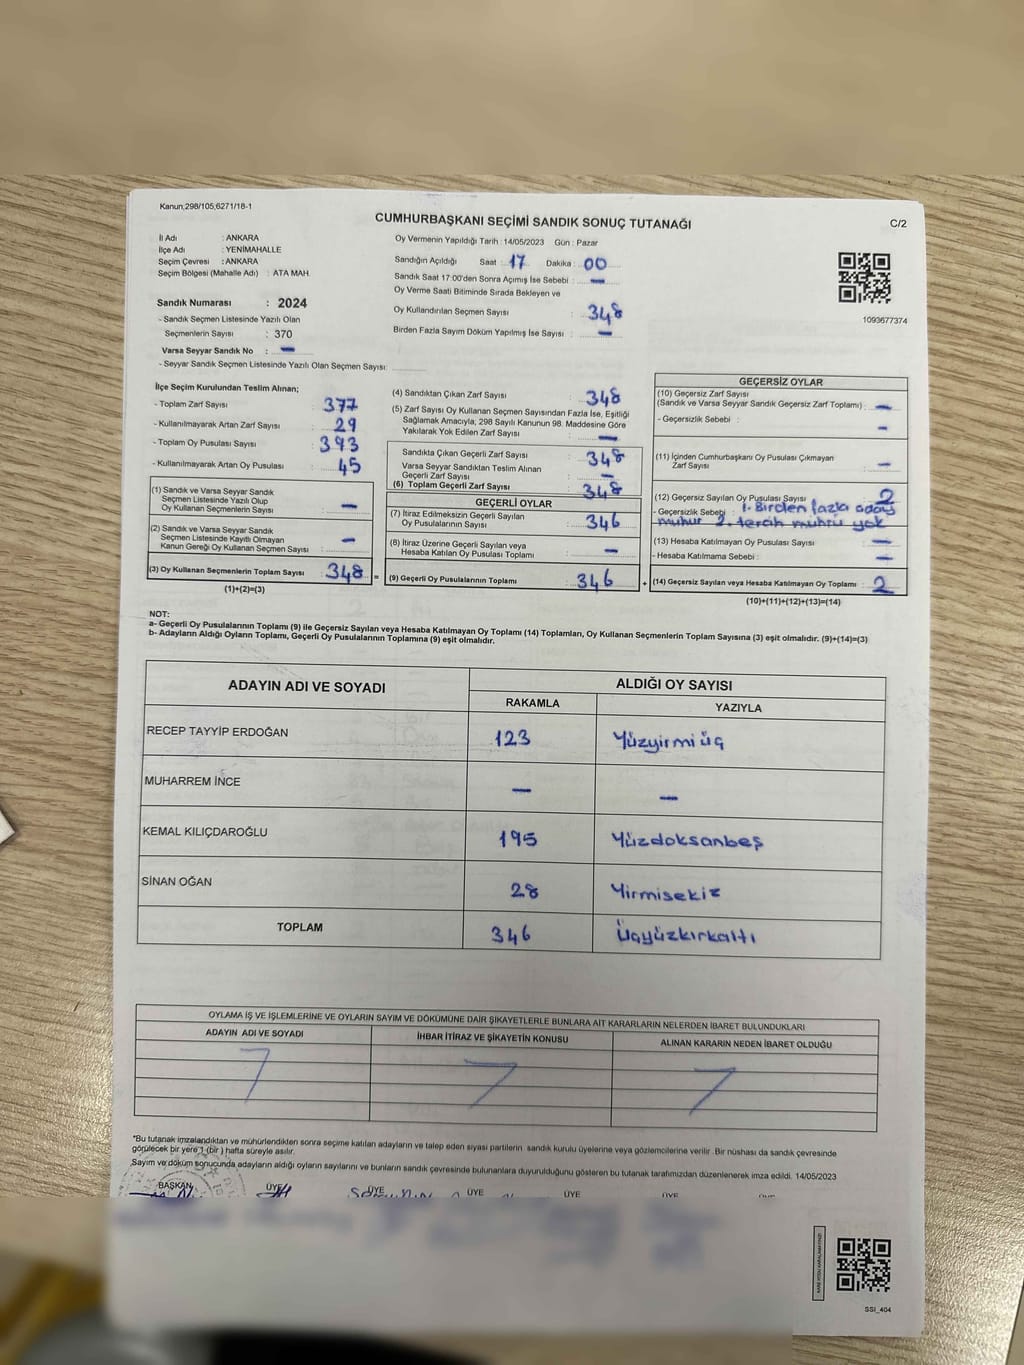 Kanun,298/105,6271/18-1
CUMHURBAŞKANI SEÇİMİ SANDIK SONUÇ TUTANAĞI
C/2
İl Adı : ANKARA
İlçe Adı : YENİMAHALLE
Seçim Çevresi : ANKARA
Seçim Bölgesi (Mahalle Adı) : ATA MAH.
Sandık Numarası : 2024
- Sandık Seçmen Listesinde Yazılı Olan
Seçmenlerin Sayısı : 370
Varsa Seyyar Sandık No : —
- Seyyar Sandık Seçmen Listesinde Yazılı Olan Seçmen Sayısı:
Oy Vermenin Yapıldığı Tarih : 14/05/2023 Gün : Pazar
Sandığın Açıldığı Saat : 17 Dakika : 00
Sandık Saat 17:00'den Sonra Açımış İse Sebebi : —
Oy Verme Saati Bitiminde Sırada Bekleyen ve
Oy Kullandırılan Seçmen Sayısı : 348
Birden Fazla Sayım Döküm Yapılmış İse Sayısı : —
1093677374
İlçe Seçim Kurulundan Teslim Alınan;
- Toplam Zarf Sayısı : 377
- Kullanılmayarak Artan Zarf Sayısı : 29
- Toplam Oy Pusulası Sayısı : 393
- Kullanılmayarak Artan Oy Pusulası : 45
(1) Sandık ve Varsa Seyyar Sandık
Seçmen Listesinde Yazılı Olup
Oy Kullanan Seçmenlerin Sayısı : —
(2) Sandık ve Varsa Seyyar Sandık
Seçmen Listesinde Kayıtlı Olmayan
Kanun Gereği Oy Kullanan Seçmen Sayısı : —
(3) Oy Kullanan Seçmenlerin Toplam Sayısı : 348
(1)+(2)=(3)
(4) Sandıktan Çıkan Zarf Sayısı : 348
(5) Zarf Sayısı Oy Kullanan Seçmen Sayısından Fazla İse, Eşitliği
Sağlamak Amacıyla, 298 Sayılı Kanunun 98. Maddesine Göre
Yakılarak Yok Edilen Zarf Sayısı : —
Sandıkta Çıkan Geçerli Zarf Sayısı : 348
Varsa Seyyar Sandıktan Teslim Alınan
Geçerli Zarf Sayısı : —
(6) Toplam Geçerli Zarf Sayısı : 348
GEÇERLİ OYLAR
(7) İtiraz Edilmeksizin Geçerli Sayılan
Oy Pusulalarının Sayısı : 346
(8) İtiraz Üzerine Geçerli Sayılan veya
Hesaba Katılan Oy Pusulası Toplamı : —
= (9) Geçerli Oy Pusulalarının Toplamı : 346
GEÇERSİZ OYLAR
(10) Geçersiz Zarf Sayısı
(Sandık ve Varsa Seyyar Sandık Geçersiz Zarf Toplamı) : —
- Geçersizlik Sebebi : —
(11) İçinden Cumhurbaşkanı Oy Pusulası Çıkmayan
Zarf Sayısı : —
(12) Geçersiz Sayılan Oy Pusulası Sayısı : 2
- Geçersizlik Sebebi : 1. Birden fazla aday
mühür 2. tercih mührü yok
(13) Hesaba Katılmayan Oy Pusulası Sayısı : —
- Hesaba Katılmama Sebebi : —
+ (14) Geçersiz Sayılan veya Hesaba Katılmayan Oy Toplamı : 2
(10)+(11)+(12)+(13)=(14)
NOT:
a- Geçerli Oy Pusulalarının Toplamı (9) ile Geçersiz Sayılan veya Hesaba Katılmayan Oy Toplamı (14) Toplamları, Oy Kullanan Seçmenlerin Toplam Sayısına (3) eşit olmalıdır. (9)+(14)=(3)
b- Adayların Aldığı Oyların Toplamı, Geçerli Oy Pusulalarının Toplamına (9) eşit olmalıdır.
ADAYIN ADI VE SOYADI ALDIĞI OY SAYISI
RAKAMLA YAZIYLA
RECEP TAYYİP ERDOĞAN 123 Yüzyirmi üç
MUHARREM İNCE — —
KEMAL KILIÇDAROĞLU 195 Yüzdoksanbeş
SİNAN OĞAN 28 Yirmisekiz
TOPLAM 346 Üçyüzkırkaltı
OYLAMA İŞ VE İŞLEMLERİNE VE OYLARIN SAYIM VE DÖKÜMÜNE DAİR ŞİKAYETLERLE BUNLARA AİT KARARLARIN NELERDEN İBARET BULUNDUKLARI
ADAYIN ADI VE SOYADI İHBAR İTİRAZ VE ŞİKAYETİN KONUSU ALINAN KARARIN NEDEN İBARET OLDUĞU
*Bu tutanak imzalandıktan ve mühürlendikten sonra seçime katılan adayların ve talep eden siyasi partilerin sandık kurulu üyelerine veya gözlemcilerine verilir. Bir nüshası da sandık çevresinde
görülecek bir yere 1 (bir) hafta süreyle asılır.
Sayım ve döküm sonucunda adayların aldığı oyların sayılarını ve bunların sandık çevresinde bulunanlara duyurulduğunu gösteren bu tutanak tarafımızdan düzenlenerek imza edildi. 14/05/2023
BAŞKAN ÜYE ÜYE ÜYE ÜYE ÜYE
SSI_404